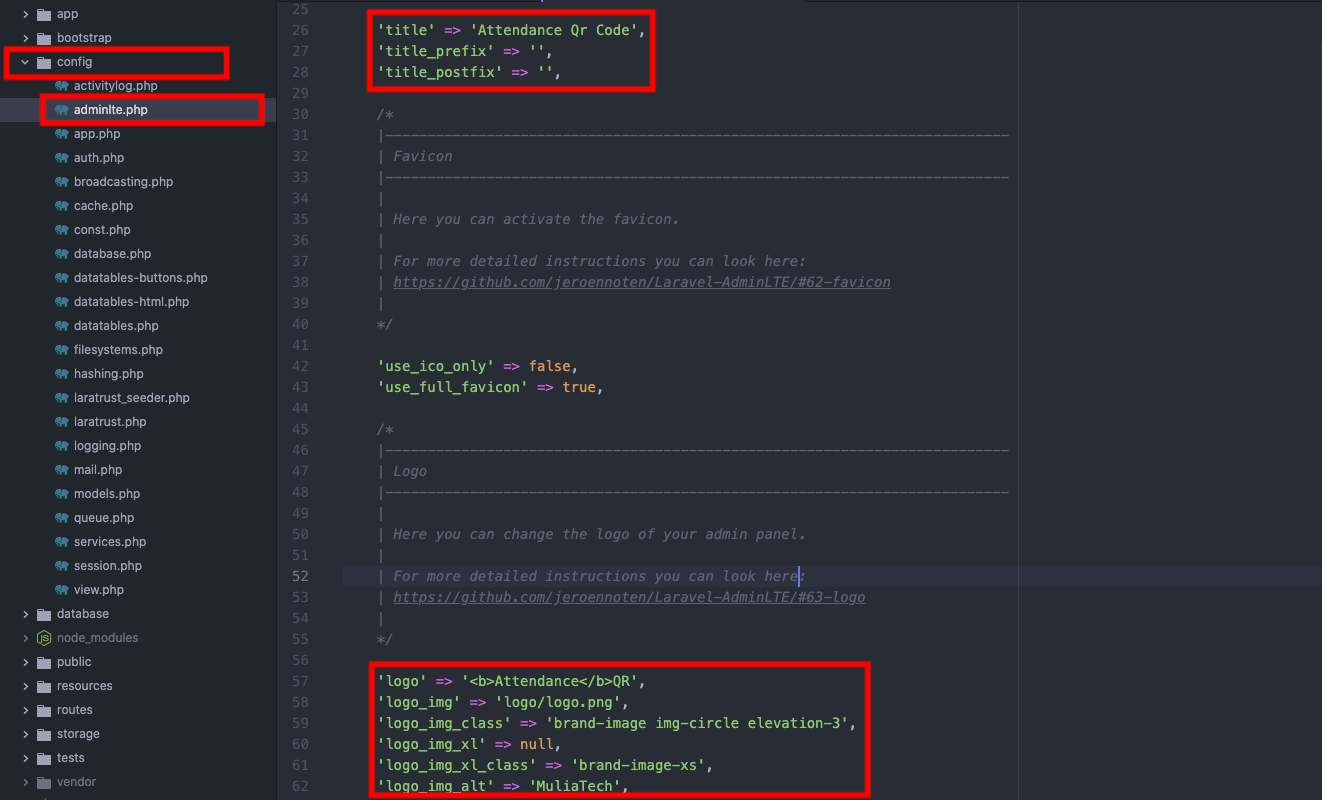 app
bootstrap
config
activitylog.php
adminlte.php
app.php
auth.php
broadcasting.php
cache.php
const.php
database.php
datatables-buttons.php
datatables-html.php
datatables.php
filesystems.php
hashing.php
laratrust_seeder.php
laratrust.php
logging.php
mail.php
models.php
queue.php
services.php
session.php
view.php
database
JS node_modules
public
resources
routes
storage
tests
vendor
25
26 'title' => 'Attendance Qr Code',
27 'title_prefix' => '',
28 'title_postfix' => '',
29
30 /*
31 |--------------------------------------------------------------------------
32 | Favicon
33 |--------------------------------------------------------------------------
34 |
35 | Here you can activate the favicon.
36 |
37 | For more detailed instructions you can look here:
38 | https://github.com/jeroennoten/Laravel-AdminLTE/#62-favicon
39 |
40 */
41
42 'use_ico_only' => false,
43 'use_full_favicon' => true,
44
45 /*
46 |--------------------------------------------------------------------------
47 | Logo
48 |--------------------------------------------------------------------------
49 |
50 | Here you can change the logo of your admin panel.
51 |
52 | For more detailed instructions you can look here:
53 | https://github.com/jeroennoten/Laravel-AdminLTE/#63-logo
54 |
55 */
56
57 'logo' => '<b>Attendance</b>QR',
58 'logo_img' => 'logo/logo.png',
59 'logo_img_class' => 'brand-image img-circle elevation-3',
60 'logo_img_xl' => null,
61 'logo_img_xl_class' => 'brand-image-xs',
62 'logo_img_alt' => 'MuliaTech',